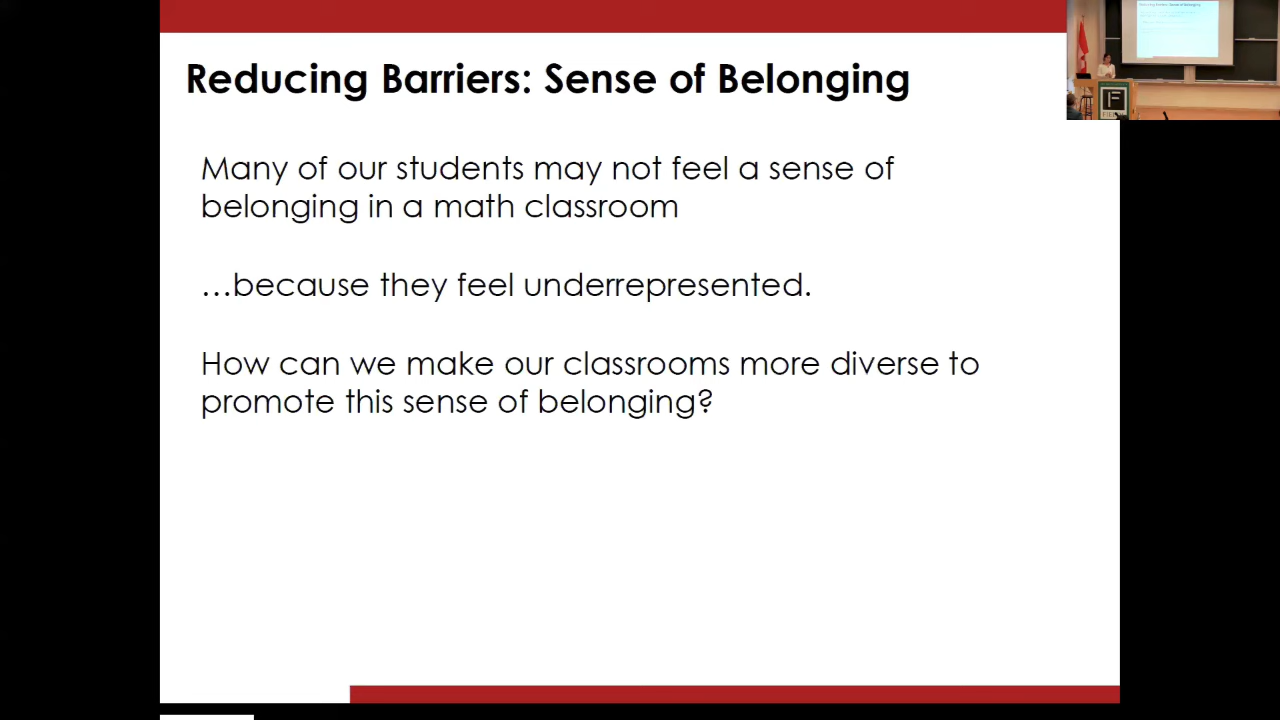 Reducing Barriers: Sense of Belonging
Many of our students may not feel a sense of
belonging in a math classroom
…because they feel underrepresented.
How can we make our classrooms more diverse to
promote this sense of belonging?